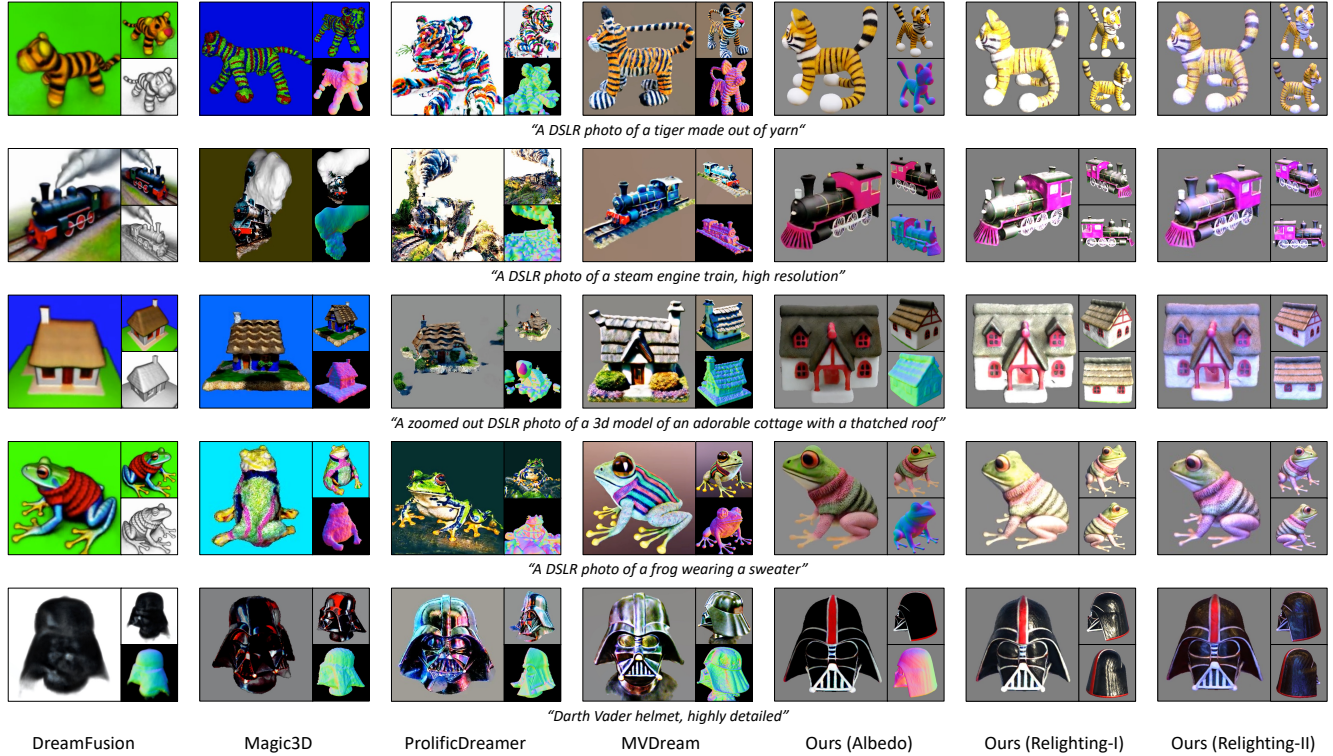 "A DSLR photo of a tiger made out of yarn"
"A DSLR photo of a steam engine train, high resolution"
"A zoomed out DSLR photo of a 3d model of an adorable cottage with a thatched roof"
"A DSLR photo of a frog wearing a sweater"
"Darth Vader helmet, highly detailed"
DreamFusion Magic3D ProlificDreamer MVDream Ours (Albedo) Ours (Relighting-I) Ours (Relighting-II)